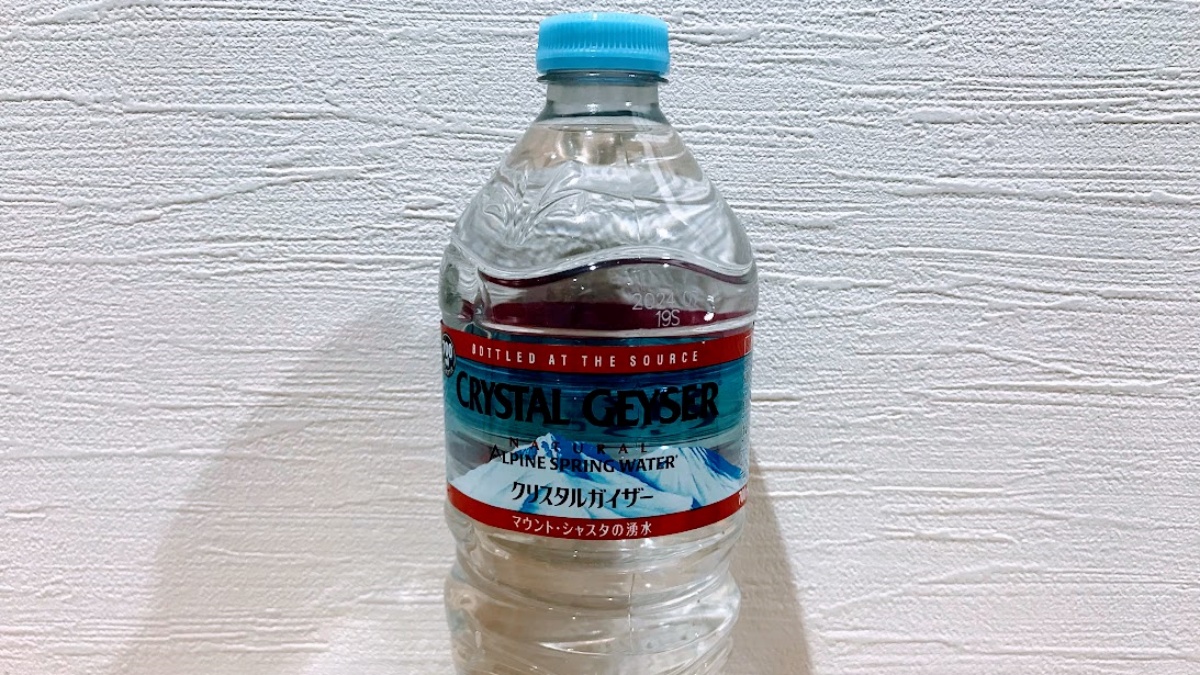 2024
19S
BOTTLED AT THE SOURCE
CRYSTAL GEYSER
NATURAL
ALPINE SPRING WATER
クリスタルガイザー
マウント・シャスタの湧水